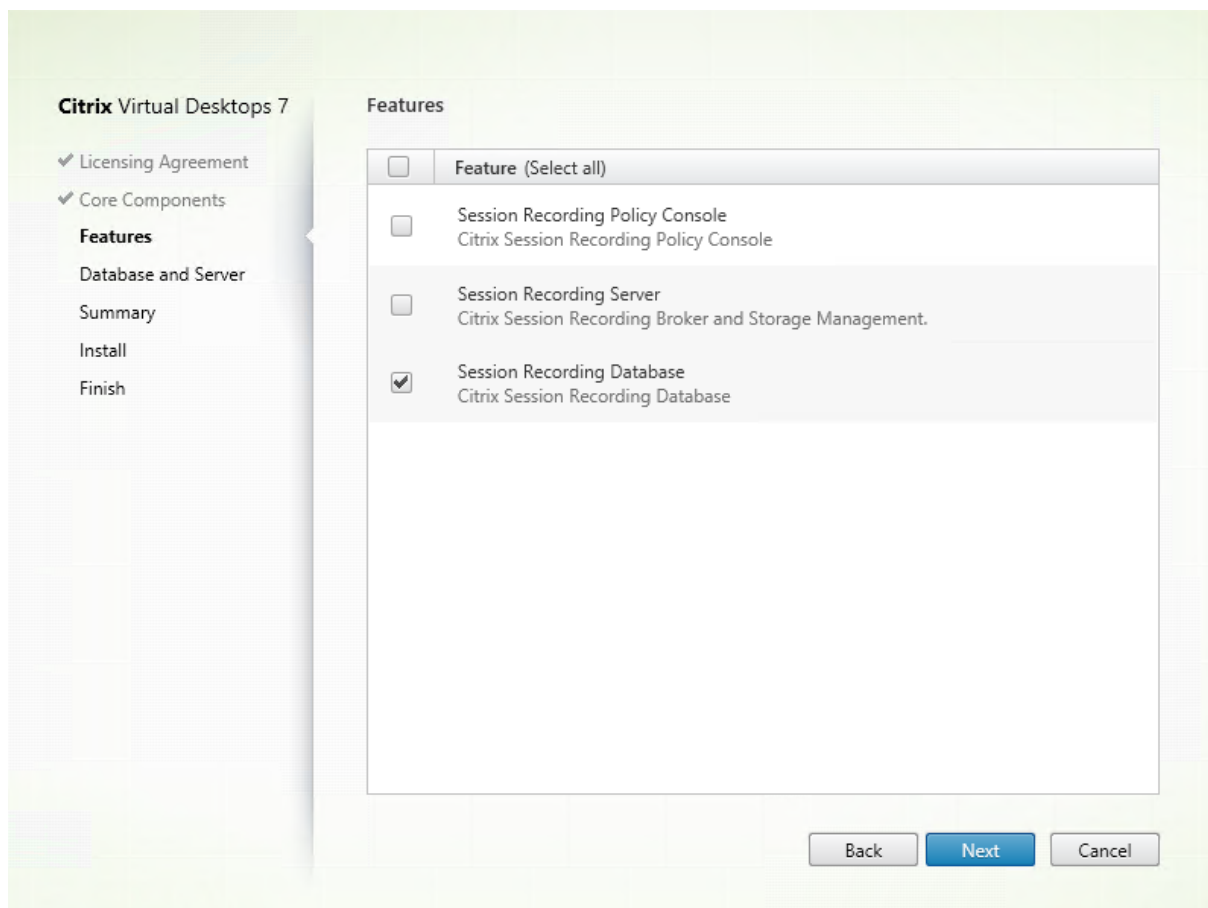 Citrix Virtual Desktops 7
Licensing Agreement
Core Components
Features
Database and Server
Summary
Install
Finish
Features
Feature (Select all)
Session Recording Policy Console
Citrix Session Recording Policy Console
Session Recording Server
Citrix Session Recording Broker and Storage Management.
Session Recording Database
Citrix Session Recording Database
Back Next Cancel